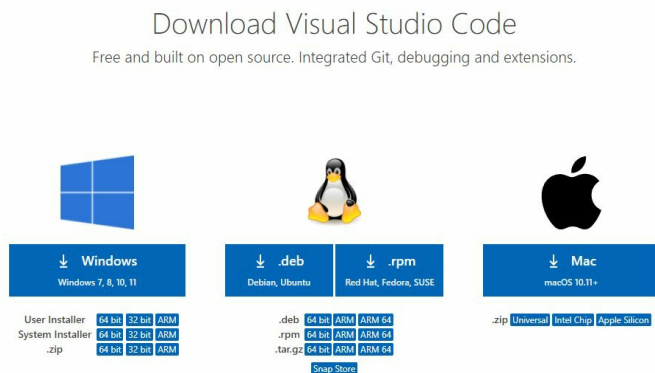 Download Visual Studio Code
Free and built on open source. Integrated Git, debugging and extensions.
Windows
Windows 7, 8, 10, 11
User Installer 64 bit 32 bit ARM
System Installer 64 bit 32 bit ARM
.zip 64 bit 32 bit ARM
.deb
Debian, Ubuntu
.rpm
Red Hat, Fedora, SUSE
.deb 64 bit ARM ARM 64
.rpm 64 bit ARM ARM 64
.tar.gz 64 bit ARM ARM 64
Snap Store
Mac
macOS 10.11+
.zip Universal Intel Chip Apple Silicon